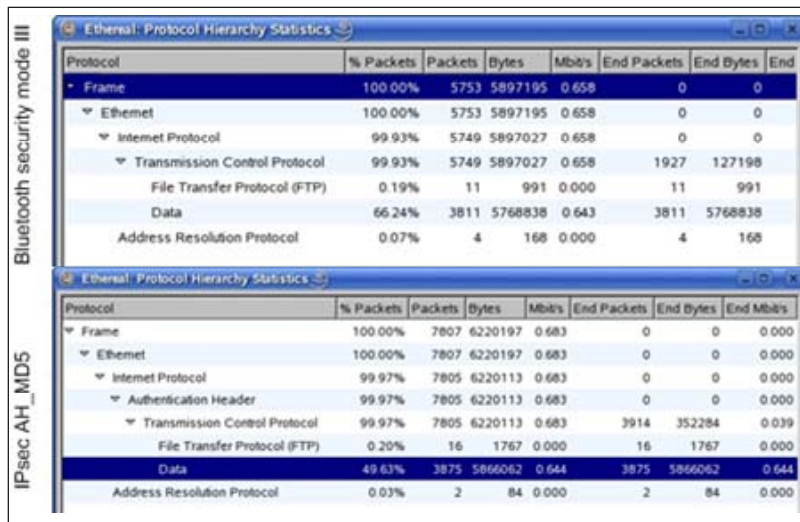 Bluetooth security mode III
Ethereal: Protocol Hierarchy Statistics
Protocol % Packets Packets Bytes Mbit/s End Packets End Bytes End
Frame 100.00% 5753 5897195 0.658 0 0
Ethernet 100.00% 5753 5897195 0.658 0 0
Internet Protocol 99.93% 5749 5897027 0.658 0 0
Transmission Control Protocol 99.93% 5749 5897027 0.658 1927 127198
File Transfer Protocol (FTP) 0.19% 11 991 0.000 11 991
Data 66.24% 3811 5768838 0.643 3811 5768838
Address Resolution Protocol 0.07% 4 168 0.000 4 168
IPsec AH_MD5
Ethereal: Protocol Hierarchy Statistics
Protocol % Packets Packets Bytes Mbit/s End Packets End Bytes End Mbit/s
Frame 100.00% 7807 6220197 0.683 0 0 0.000
Ethernet 100.00% 7807 6220197 0.683 0 0 0.000
Internet Protocol 99.97% 7805 6220113 0.683 0 0 0.000
Authentication Header 99.97% 7805 6220113 0.683 0 0 0.000
Transmission Control Protocol 99.97% 7805 6220113 0.683 3914 352284 0.039
File Transfer Protocol (FTP) 0.20% 16 1767 0.000 16 1767 0.000
Data 49.63% 3875 5866062 0.644 3875 5866062 0.644
Address Resolution Protocol 0.03% 2 84 0.000 2 84 0.000